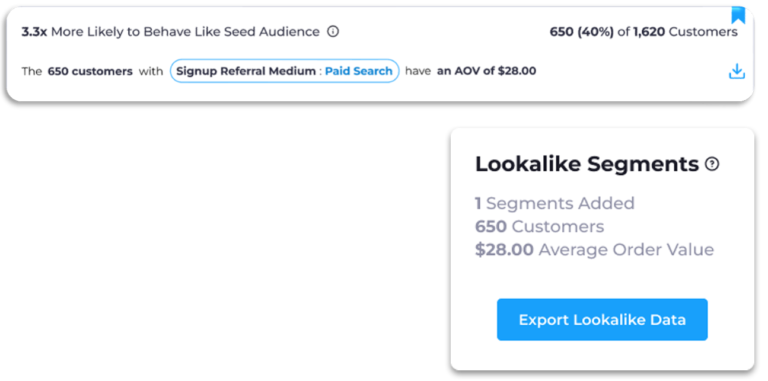 3.3x More Likely to Behave Like Seed Audience
650 (40%) of 1,620 Customers
The 650 customers with Signup Referral Medium : Paid Search have an AOV of $28.00
Lookalike Segments
1 Segments Added
650 Customers
$28.00 Average Order Value
Export Lookalike Data